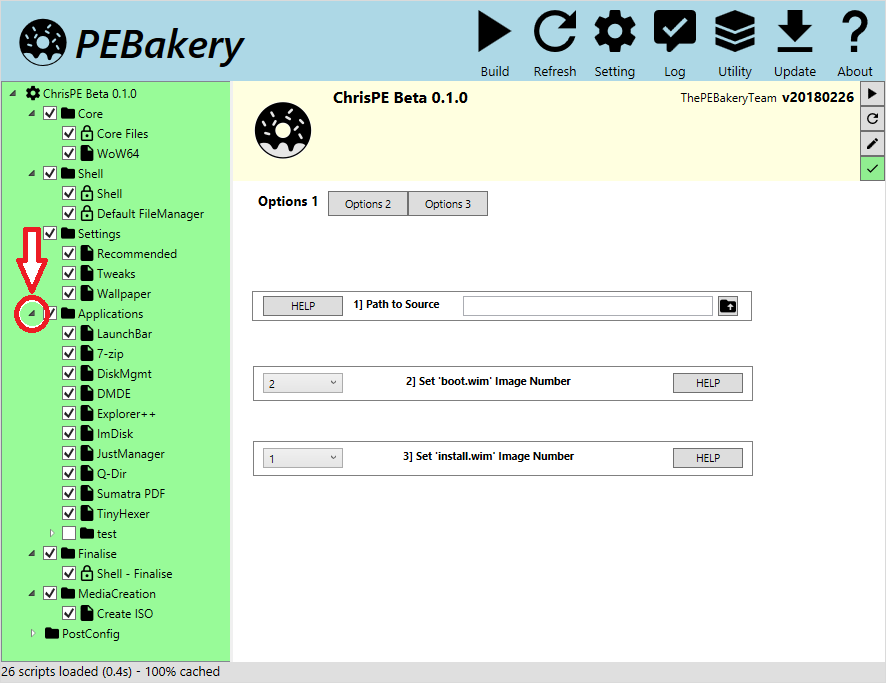 PEBakery
Build Refresh Setting Log Utility Update About
ChrisPE Beta 0.1.0
Core
Core Files
WoW64
Shell
Shell
Default FileManager
Settings
Recommended
Tweaks
Wallpaper
Applications
LaunchBar
7-zip
DiskMgmt
DMDE
Explorer++
ImDisk
JustManager
Q-Dir
Sumatra PDF
TinyHexer
test
Finalise
Shell - Finalise
MediaCreation
Create ISO
PostConfig
ChrisPE Beta 0.1.0
ThePEBakeryTeam v20180226
Options 1 Options 2 Options 3
HELP 1] Path to Source
2 2] Set 'boot.wim' Image Number HELP
1 3] Set 'install.wim' Image Number HELP
26 scripts loaded (0.4s) - 100% cached